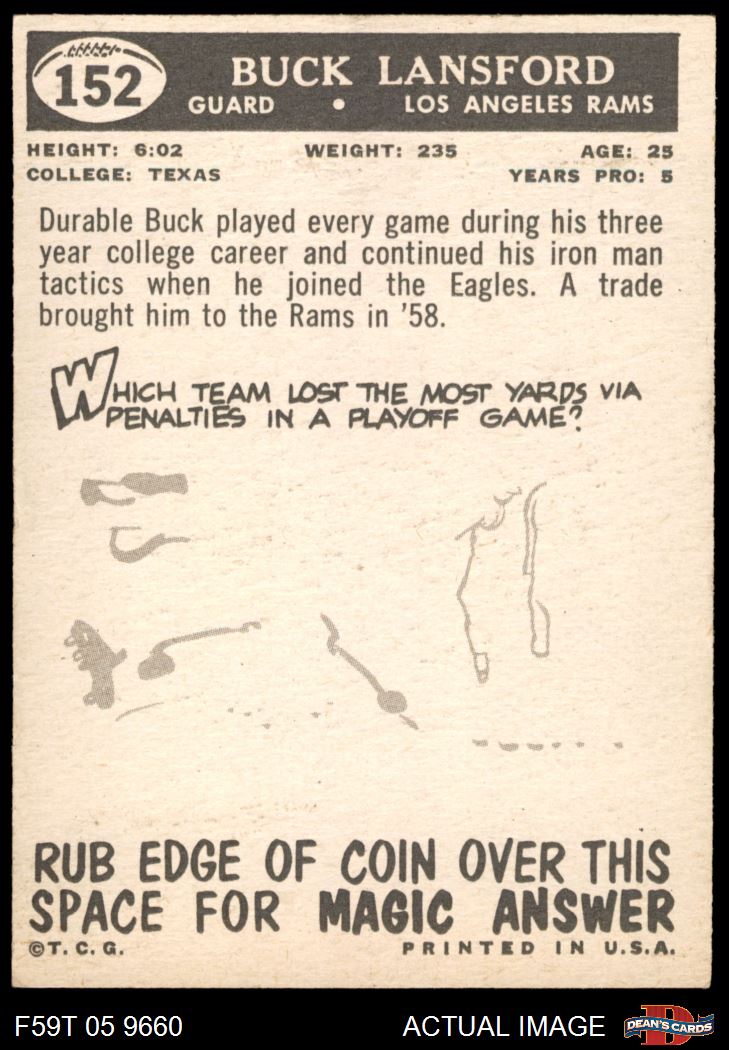 152
BUCK LANSFORD
GUARD • LOS ANGELES RAMS
HEIGHT: 6:02 WEIGHT: 235 AGE: 25
COLLEGE: TEXAS YEARS PRO: 5
Durable Buck played every game during his three
year college career and continued his iron man
tactics when he joined the Eagles. A trade
brought him to the Rams in '58.
WHICH TEAM LOST THE MOST YARDS VIA
PENALTIES IN A PLAYOFF GAME?
RUB EDGE OF COIN OVER THIS
SPACE FOR MAGIC ANSWER
©T. C. G. PRINTED IN U.S.A.
F59T 05 9660 ACTUAL IMAGE D DEAN'S CARDS